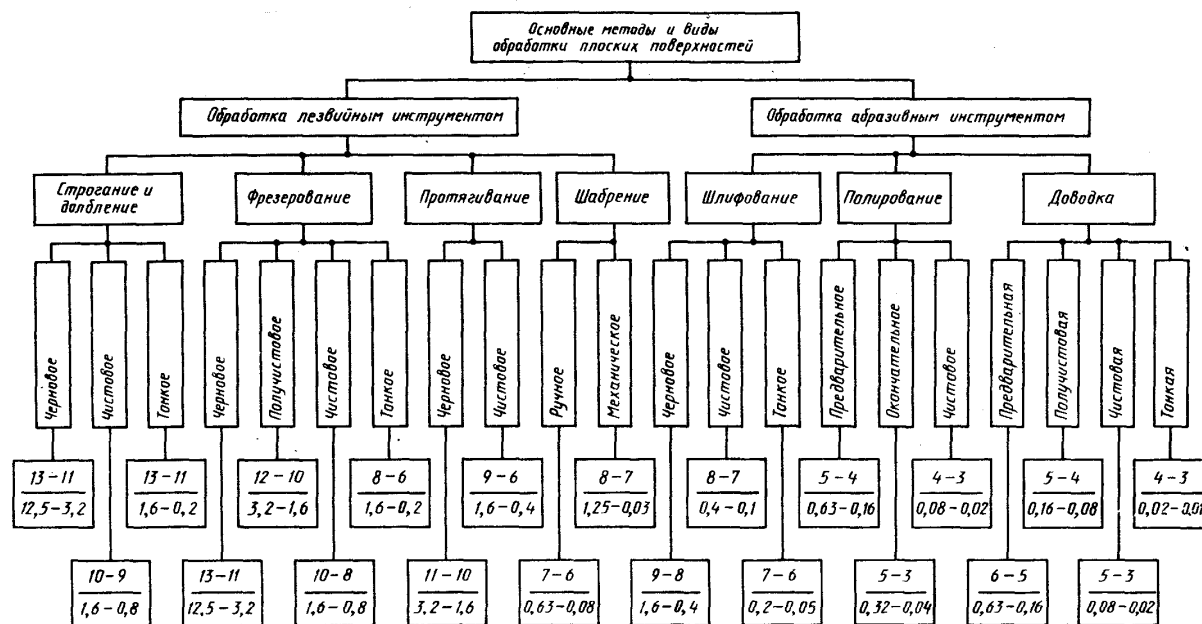 Основные методы и виды
обработки плоских поверхностей
Обработка лезвийным инструментом
Обработка абразивным инструментом
Строгание и
долбление
Фрезерование
Протягивание
Шабрение
Шлифование
Полирование
Доводка
Черновое
Чистовое
Тонкое
Черновое
Получистовое
Чистовое
Тонкое
Черновое
Чистовое
Ручное
Механическое
Черновое
Чистовое
Тонкое
Предварительное
Окончательное
Чистовое
Предварительная
Получистовая
Чистовая
Тонкая
13-11
12,5-3,2
13-11
1,6-0,2
12-10
3,2-1,6
8-6
1,6-0,2
9-6
1,6-0,4
8-7
1,25-0,03
8-7
0,4-0,1
5-4
0,63-0,16
4-3
0,08-0,02
5-4
0,16-0,08
4-3
0,02-0,01
10-9
1,6-0,8
13-11
12,5-3,2
10-8
1,6-0,8
11-10
3,2-1,6
7-6
0,63-0,08
9-8
1,6-0,4
7-6
0,2-0,05
5-3
0,32-0,04
6-5
0,63-0,16
5-3
0,08-0,02